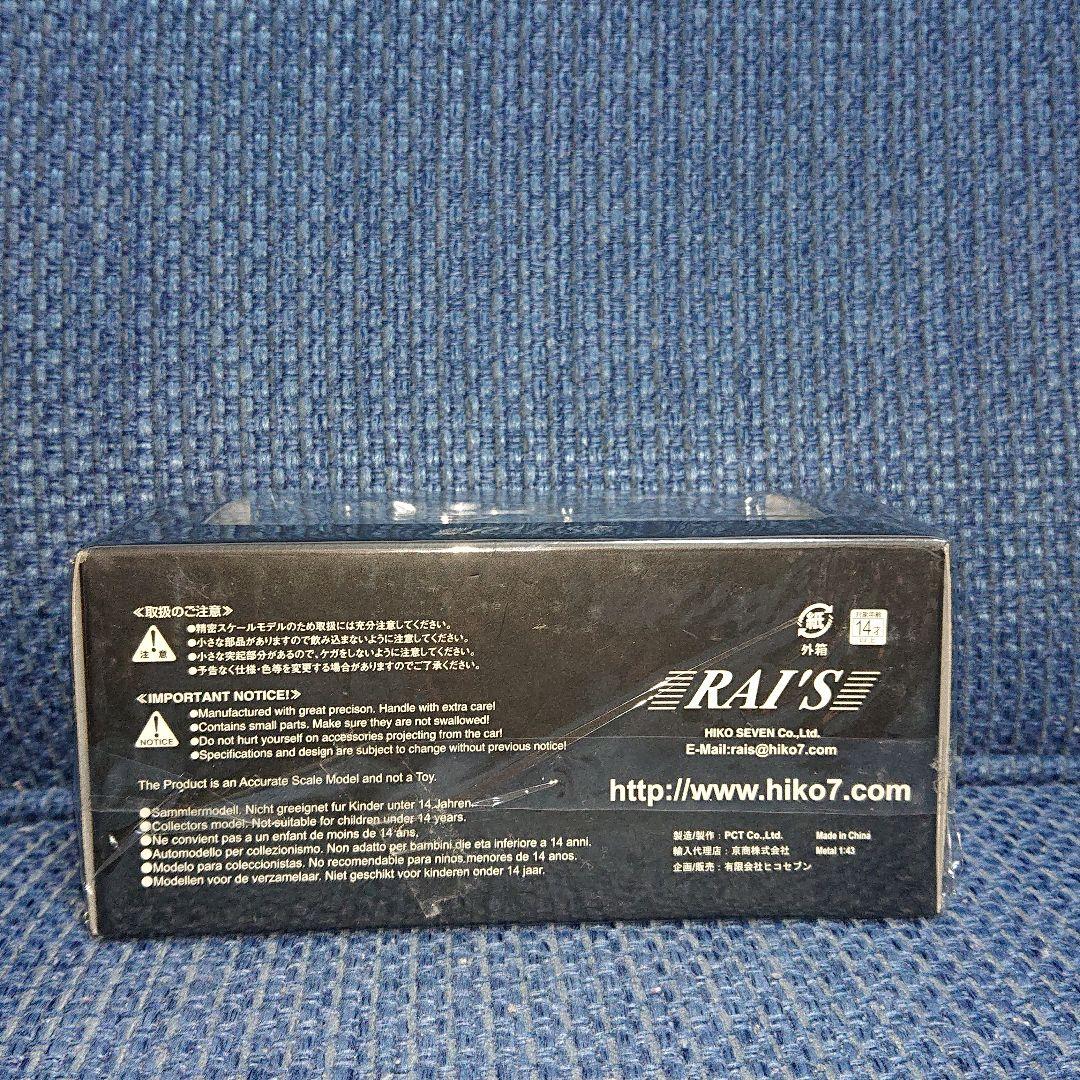 ≪取扱のご注意≫
注 意
●精密スケールモデルのため取扱には充分注意してください。
●小さな部品がありますので飲み込まないように注意してください。
●小さな突起部分があるので、ケガをしないように注意してください。
●予告なく仕様・色等を変更する場合がありますのでご了承ください。
≪IMPORTANT NOTICE!≫
NOTICE
●Manufactured with great precison. Handle with extra care!
●Contains small parts. Make sure they are not swallowed!
●Do not hurt yourself on accessories projecting from the car!
●Specifications and design are subject to change without previous notice!
The Product is an Accurate Scale Model and not a Toy.
●Sammlermodell. Nicht geeignet fur Kinder unter 14 Jahren.
●Collectors model. Not suitable for children under 14 years.
●Ne convient pas a un enfant de moins de 14 ans.
●Automodello per collezionismo. Non adatto per bambini die eta inferiore a 14 anni.
●Modelo para coleccionistas. No recomendable para ninos menores de 14 anos.
●Modellen voor de verzamelaar. Niet geschikt voor kinderen onder 14 jaar.
紙
外箱
対象年齢
14才
以上
RAI'S
HIKO SEVEN Co.,Ltd.
E-Mail:rais@hiko7.com
http://www.hiko7.com
製造/製作：PCT Co.,Ltd. Made in China
輸入代理店：京商株式会社 Metal 1:43
企画/販売：有限会社ヒコセブン